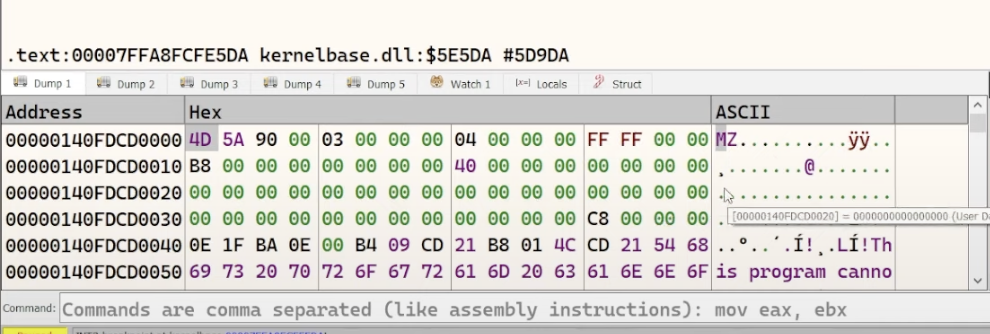 .text:00007FFA8FCFE5DA kernelbase.dll:$5E5DA #5D9DA
Dump 1 Dump 2 Dump 3 Dump 4 Dump 5 Watch 1 [x=] Locals Struct
Address Hex ASCII
00000140FDCD0000 4D 5A 90 00 03 00 00 00 04 00 00 00 FF FF 00 00 MZ..........ÿÿ..
00000140FDCD0010 B8 00 00 00 00 00 00 00 40 00 00 00 00 00 00 00 ¸.......@.......
00000140FDCD0020 00 00 00 00 00 00 00 00 00 00 00 00 00 00 00 00 ................
00000140FDCD0030 00 00 00 00 00 00 00 00 00 00 00 00 C8 00 00 00
[00000140FDCD0020] = 0000000000000000 (User Da
00000140FDCD0040 0E 1F BA 0E 00 B4 09 CD 21 B8 01 4C CD 21 54 68 ..º..´.Í!¸.LÍ!Th
00000140FDCD0050 69 73 20 70 72 6F 67 72 61 6D 20 63 61 6E 6E 6F is program canno
Command: Commands are comma separated (like assembly instructions): mov eax, ebx